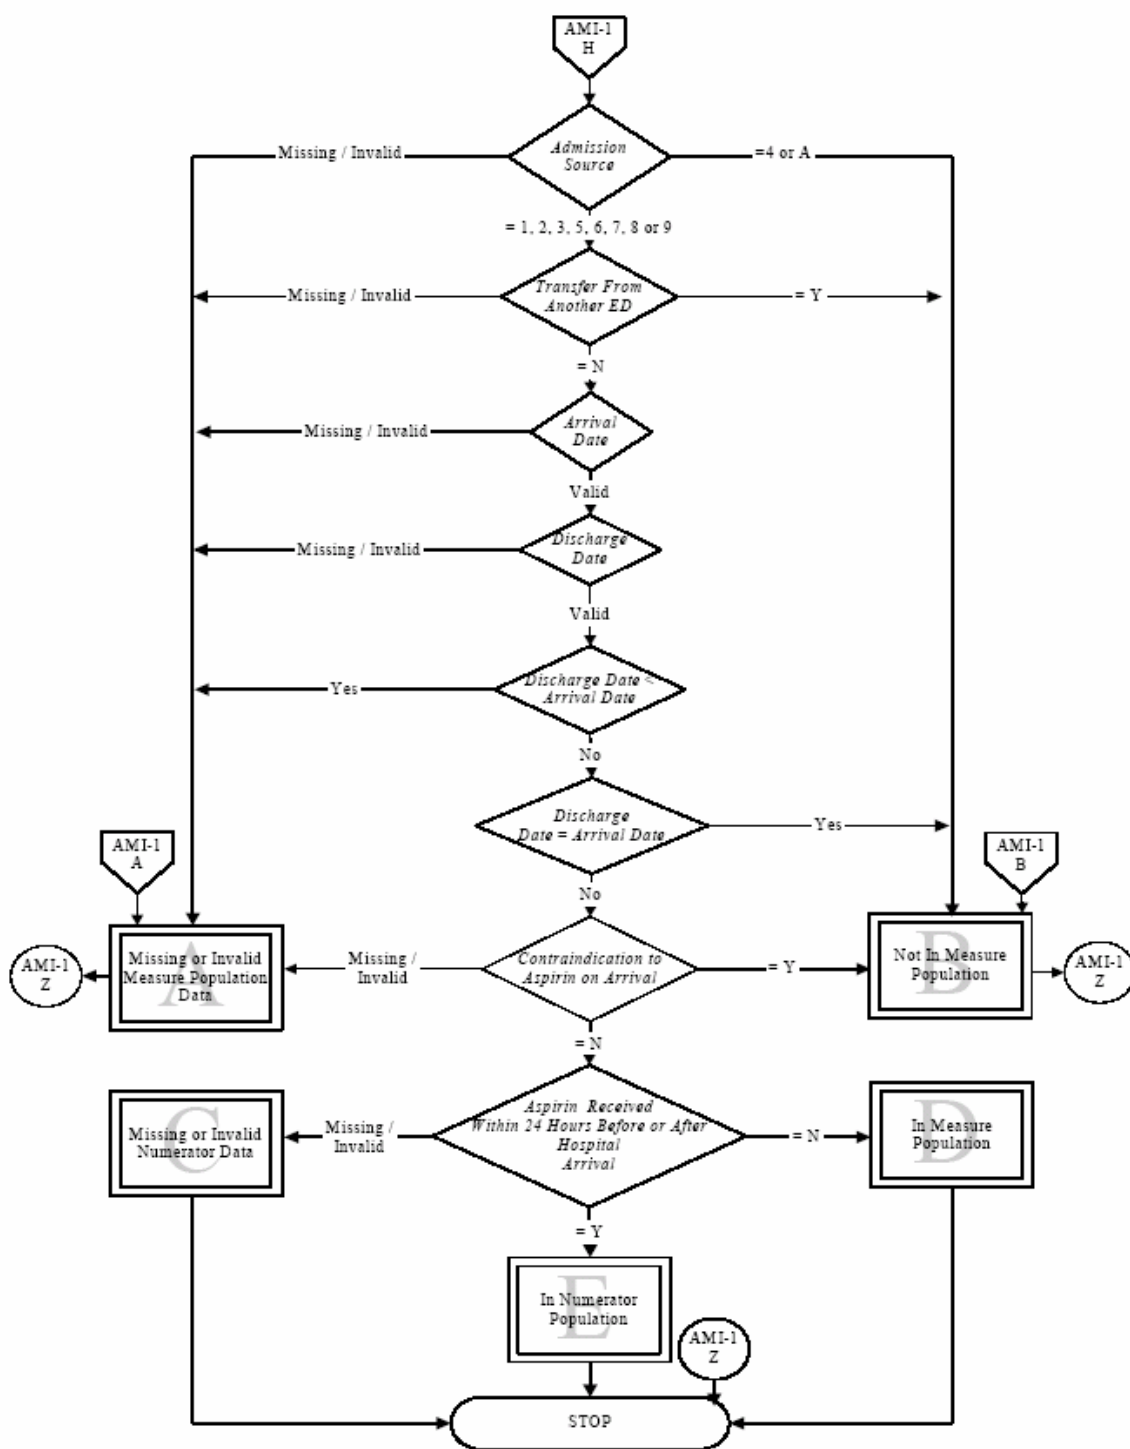 AMI-1
H
Admission
Source
Missing / Invalid
=4 or A
= 1, 2, 3, 5, 6, 7, 8 or 9
Transfer From
Another ED
Missing / Invalid
= Y
= N
Arrival
Date
Missing / Invalid
Valid
Discharge
Date
Missing / Invalid
Valid
Discharge Date <
Arrival Date
Yes
No
Discharge
Date = Arrival Date
Yes
No
AMI-1
A
AMI-1
B
AMI-1
Z
A
Missing or Invalid
Measure Population
Data
Missing /
Invalid
Contraindication to
Aspirin on Arrival
= Y
B
Not In Measure
Population
AMI-1
Z
= N
C
Missing or Invalid
Numerator Data
Missing /
Invalid
Aspirin Received
Within 24 Hours Before or After
Hospital
Arrival
= N
D
In Measure
Population
= Y
E
In Numerator
Population
AMI-1
Z
STOP